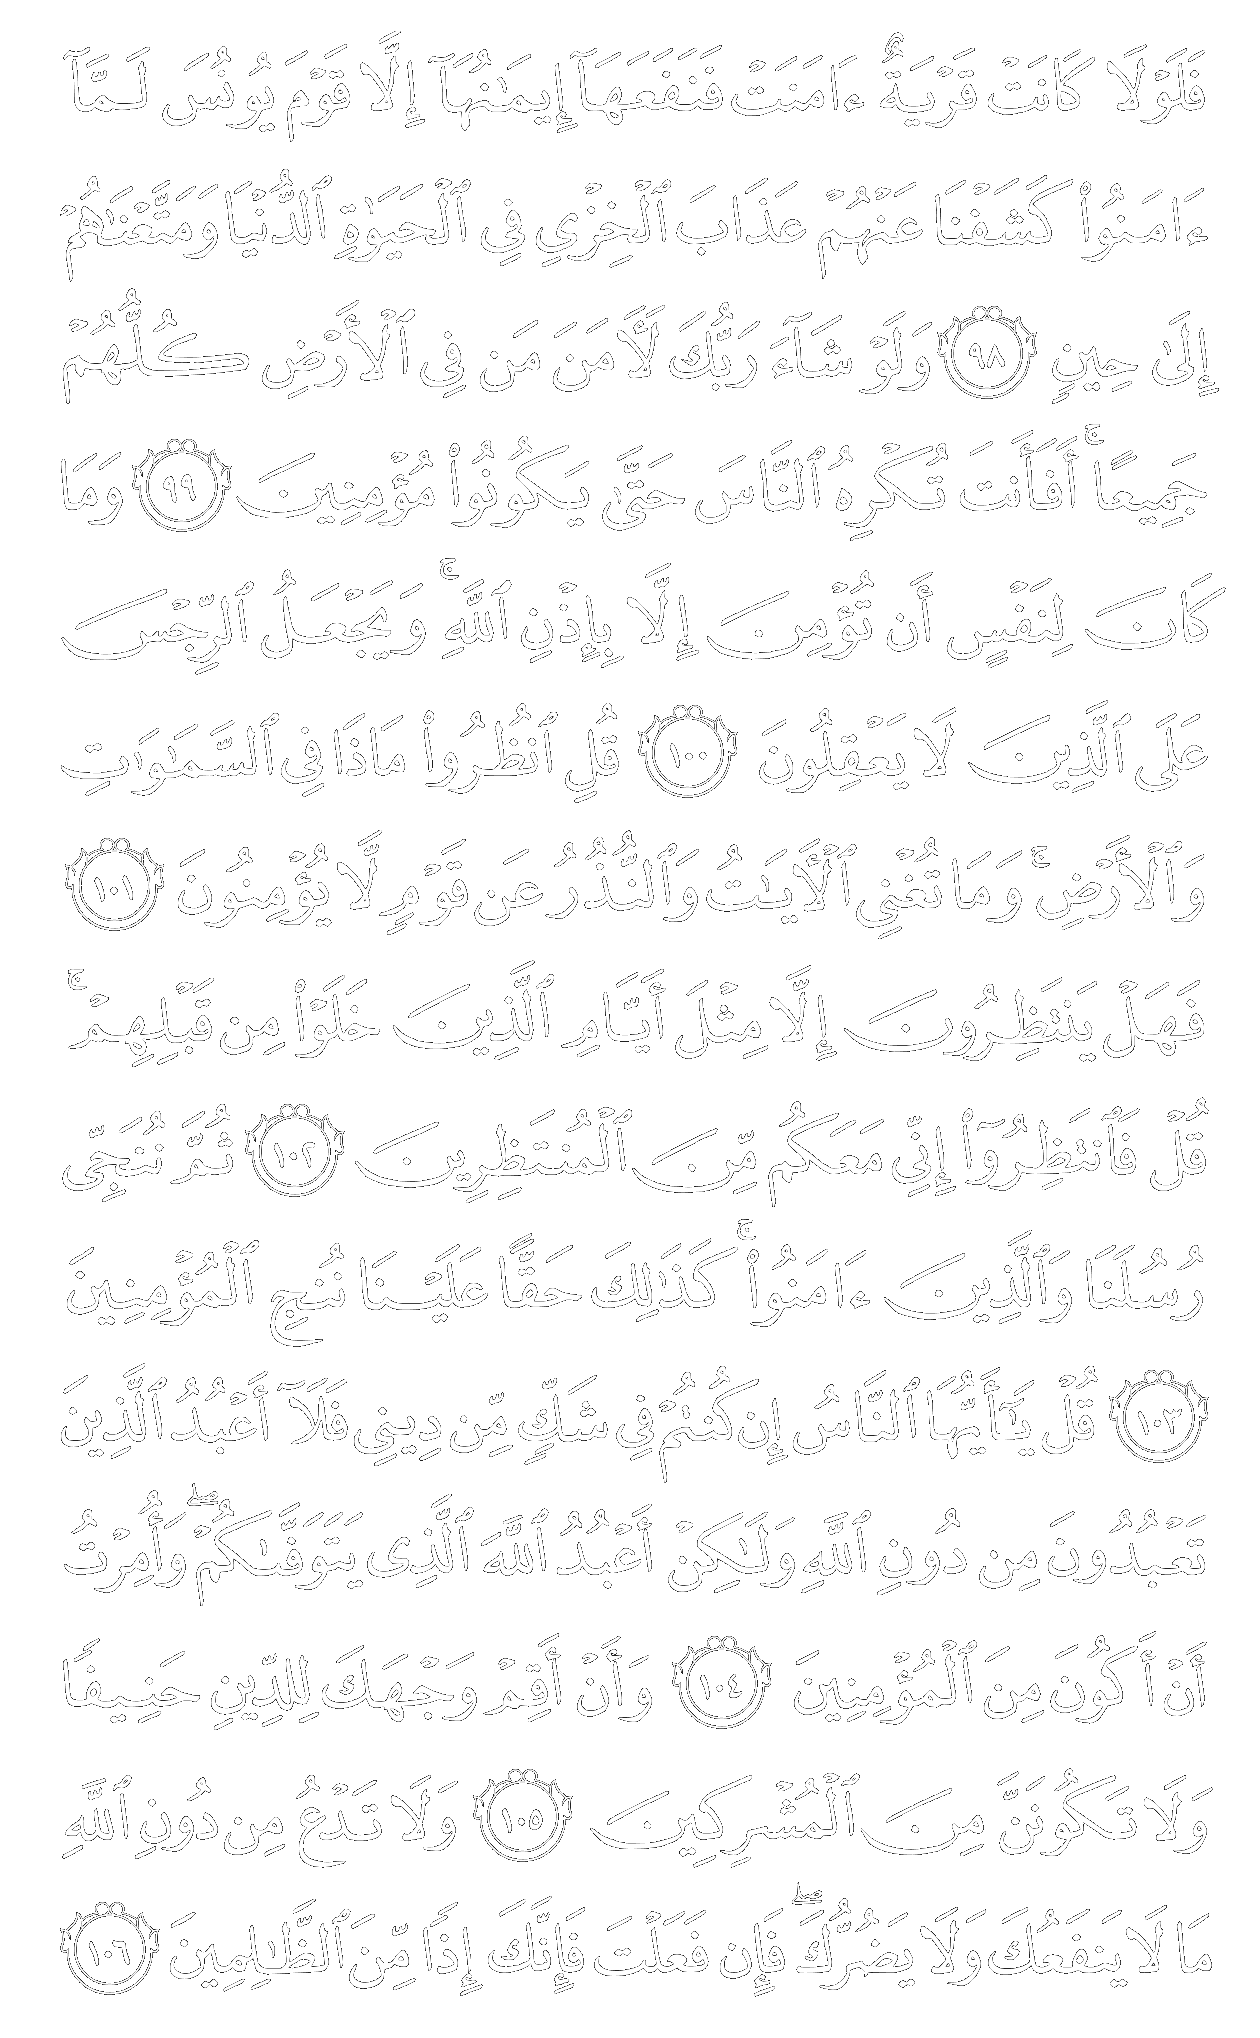 فَلَوْلَا كَانَتْ قَرْيَةٌ ءَامَنَتْ فَنَفَعَهَآ إِيمَٰنُهَآ إِلَّا قَوْمَ يُونُسَ لَمَّآ
ءَامَنُوا۟ كَشَفْنَا عَنْهُمْ عَذَابَ ٱلْخِزْيِ فِي ٱلْحَيَوٰةِ ٱلدُّنْيَا وَمَتَّعْنَٰهُمْ
إِلَىٰ حِينٍ ٩٨ وَلَوْ شَآءَ رَبُّكَ لَأٓمَنَ مَن فِي ٱلْأَرْضِ كُلُّهُمْ
جَمِيعًا ۚ أَفَأَنتَ تُكْرِهُ ٱلنَّاسَ حَتَّىٰ يَكُونُوا۟ مُؤْمِنِينَ ٩٩ وَمَا
كَانَ لِنَفْسٍ أَن تُؤْمِنَ إِلَّا بِإِذْنِ ٱللَّهِ ۚ وَيَجْعَلُ ٱلرِّجْسَ
عَلَى ٱلَّذِينَ لَا يَعْقِلُونَ ١٠٠ قُلِ ٱنظُرُوا۟ مَاذَا فِي ٱلسَّمَٰوَٰتِ
وَٱلْأَرْضِ ۚ وَمَا تُغْنِي ٱلْأٓيَٰتُ وَٱلنُّذُرُ عَن قَوْمٍ لَّا يُؤْمِنُونَ ١٠١
فَهَلْ يَنتَظِرُونَ إِلَّا مِثْلَ أَيَّامِ ٱلَّذِينَ خَلَوْا۟ مِن قَبْلِهِمْ ۚ
قُلْ فَٱنتَظِرُوٓا۟ إِنِّي مَعَكُم مِّنَ ٱلْمُنتَظِرِينَ ١٠٢ ثُمَّ نُنَجِّي
رُسُلَنَا وَٱلَّذِينَ ءَامَنُوا۟ ۚ كَذَٰلِكَ حَقًّا عَلَيْنَا نُنجِ ٱلْمُؤْمِنِينَ
١٠٣ قُلْ يَٰٓأَيُّهَا ٱلنَّاسُ إِن كُنتُمْ فِي شَكٍّ مِّن دِينِي فَلَآ أَعْبُدُ ٱلَّذِينَ
تَعْبُدُونَ مِن دُونِ ٱللَّهِ وَلَٰكِنْ أَعْبُدُ ٱللَّهَ ٱلَّذِي يَتَوَفَّىٰكُمْ ۖ وَأُمِرْتُ
أَنْ أَكُونَ مِنَ ٱلْمُؤْمِنِينَ ١٠٤ وَأَنْ أَقِمْ وَجْهَكَ لِلدِّينِ حَنِيفًا
وَلَا تَكُونَنَّ مِنَ ٱلْمُشْرِكِينَ ١٠٥ وَلَا تَدْعُ مِن دُونِ ٱللَّهِ
مَا لَا يَنفَعُكَ وَلَا يَضُرُّكَ ۖ فَإِن فَعَلْتَ فَإِنَّكَ إِذًا مِّنَ ٱلظَّٰلِمِينَ ١٠٦